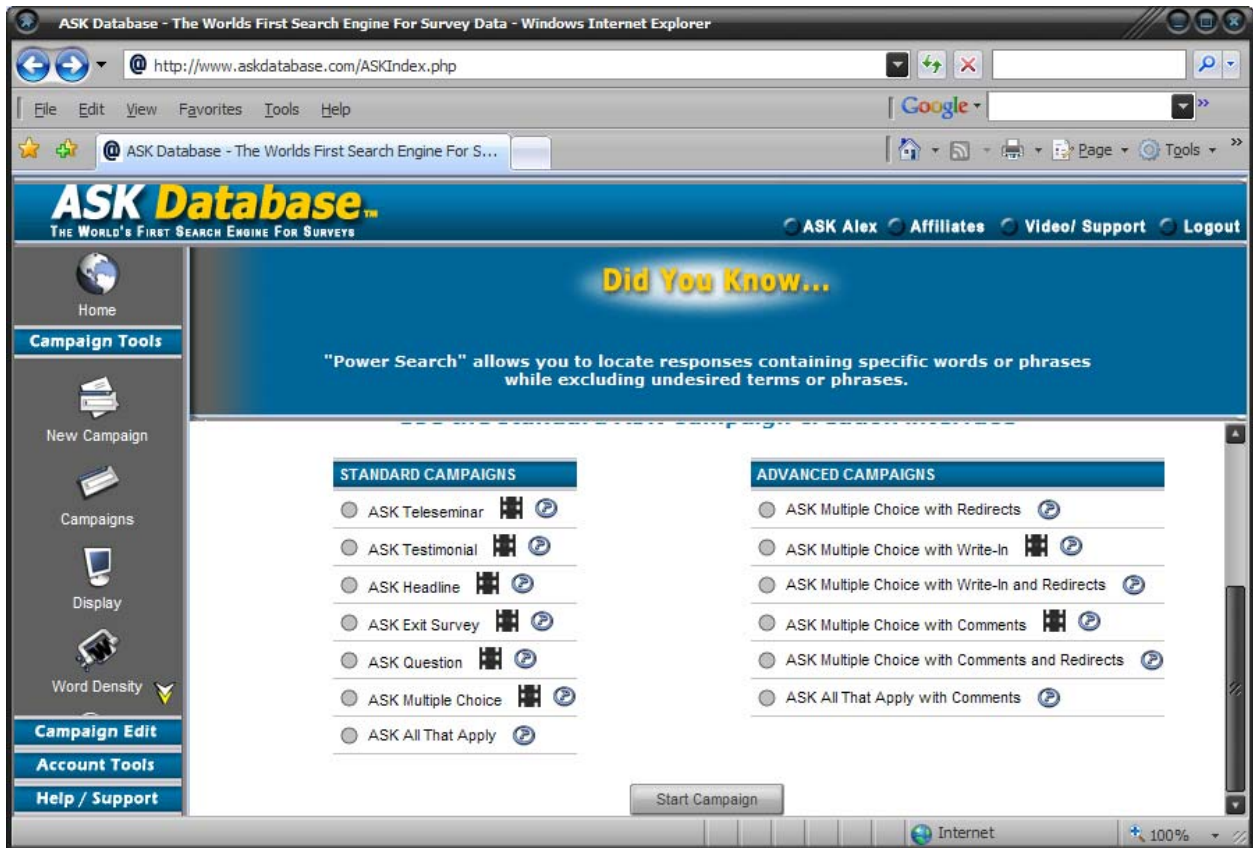 ASK Database - The Worlds First Search Engine For Survey Data - Windows Internet Explorer
http://www.askdatabase.com/ASKIndex.php
File Edit View Favorites Tools Help
Google
ASK Database - The Worlds First Search Engine For S...
Page Tools
ASK Database™
THE WORLD'S FIRST SEARCH ENGINE FOR SURVEYS
ASK Alex Affiliates Video/ Support Logout
Home
Campaign Tools
New Campaign
Campaigns
Display
Word Density
Campaign Edit
Account Tools
Help / Support
Did You Know...
"Power Search" allows you to locate responses containing specific words or phrases
while excluding undesired terms or phrases.
STANDARD CAMPAIGNS
ASK Teleseminar
ASK Testimonial
ASK Headline
ASK Exit Survey
ASK Question
ASK Multiple Choice
ASK All That Apply
ADVANCED CAMPAIGNS
ASK Multiple Choice with Redirects
ASK Multiple Choice with Write-In
ASK Multiple Choice with Write-In and Redirects
ASK Multiple Choice with Comments
ASK Multiple Choice with Comments and Redirects
ASK All That Apply with Comments
Start Campaign
Internet
100%